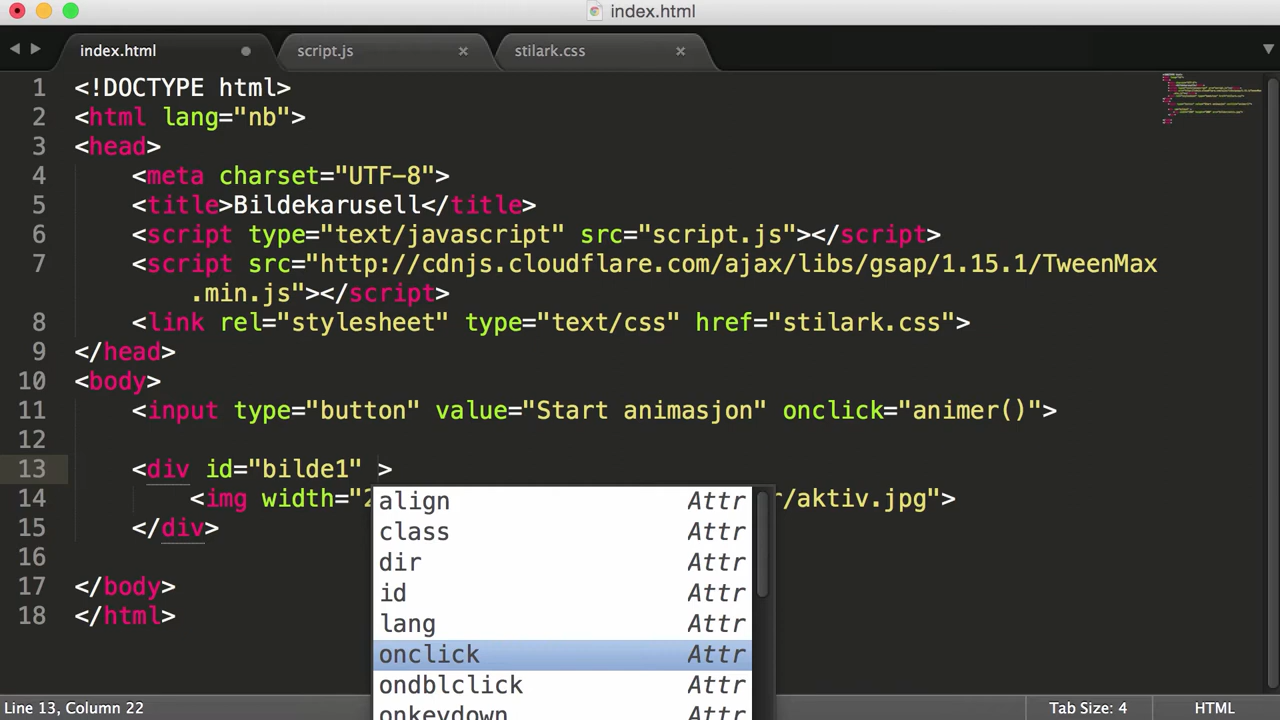 index.html
index.html script.js stilark.css
1 <!DOCTYPE html>
2 <html lang="nb">
3 <head>
4 <meta charset="UTF-8">
5 <title>Bildekarusell</title>
6 <script type="text/javascript" src="script.js"></script>
7 <script src="http://cdnjs.cloudflare.com/ajax/libs/gsap/1.15.1/TweenMax
.min.js"></script>
8 <link rel="stylesheet" type="text/css" href="stilark.css">
9 </head>
10 <body>
11 <input type="button" value="Start animasjon" onclick="animer()">
12
13 <div id="bilde1" >
14 <img width="2 r/aktiv.jpg">
15 </div>
16
17 </body>
18 </html>
align Attr
class Attr
dir Attr
id Attr
lang Attr
onclick Attr
ondblclick Attr
onkeydown Attr
Line 13, Column 22 Tab Size: 4 HTML